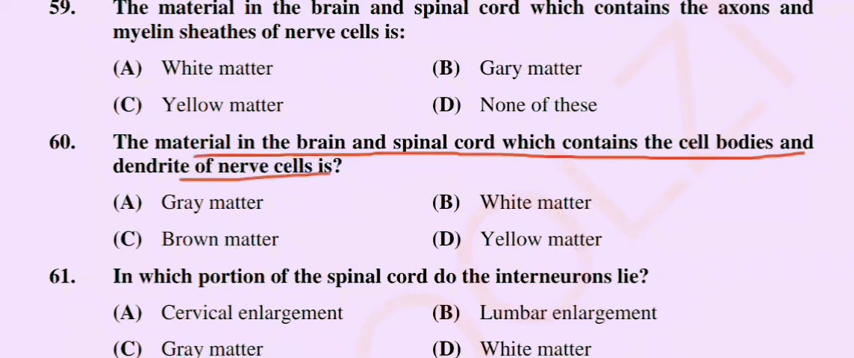 59. The material in the brain and spinal cord which contains the axons and
myelin sheathes of nerve cells is:
(A) White matter (B) Gary matter
(C) Yellow matter (D) None of these
60. The material in the brain and spinal cord which contains the cell bodies and
dendrite of nerve cells is?
(A) Gray matter (B) White matter
(C) Brown matter (D) Yellow matter
61. In which portion of the spinal cord do the interneurons lie?
(A) Cervical enlargement (B) Lumbar enlargement
(C) Gray matter (D) White matter